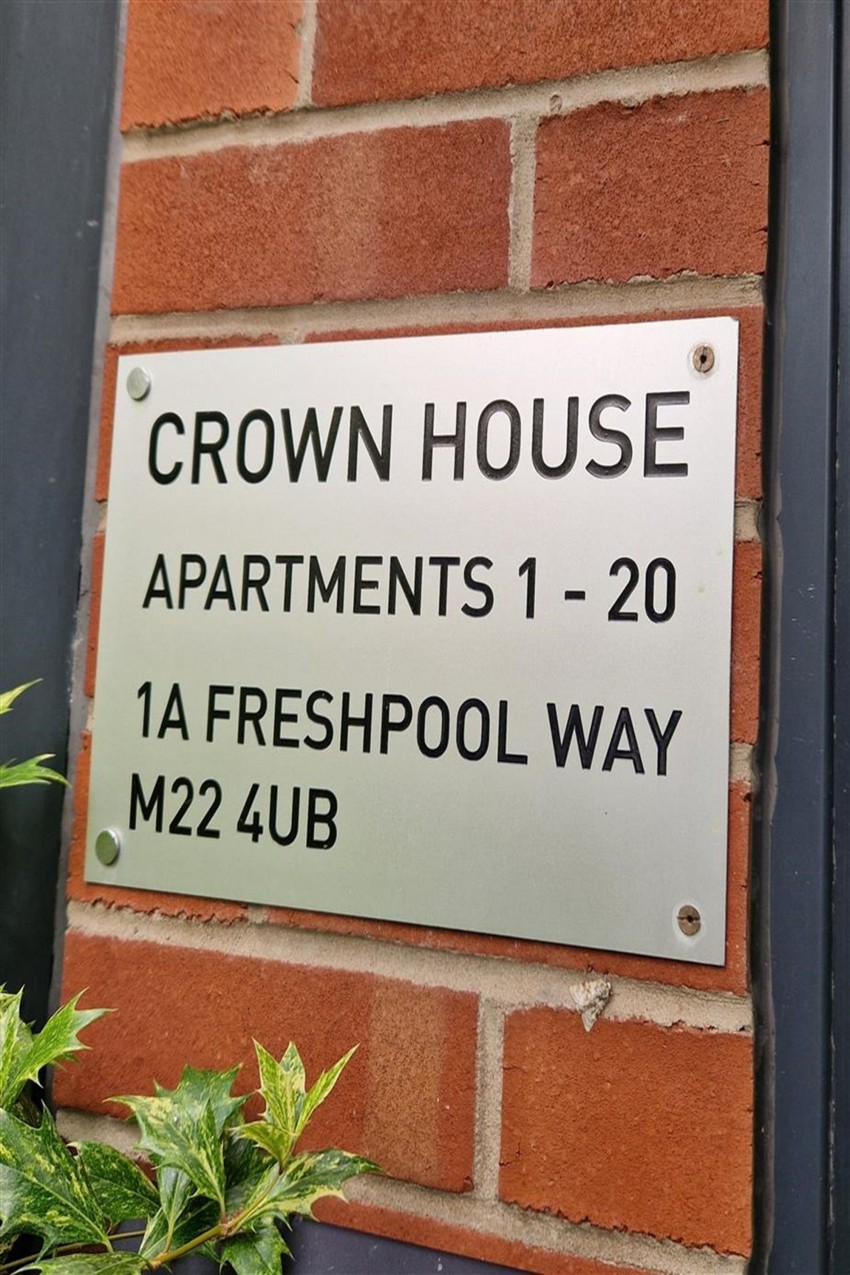 CROWN HOUSE
APARTMENTS 1 - 20
1A FRESHPOOL WAY
M22 4UB